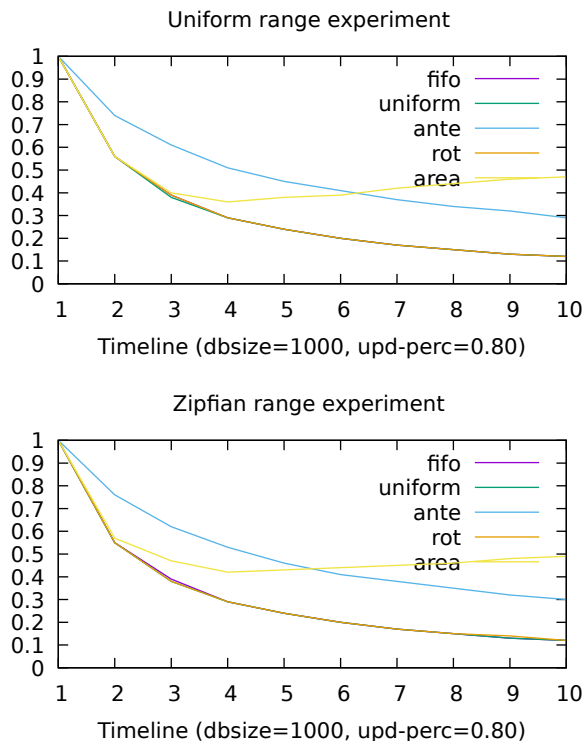 Uniform range experiment
1
0.9
0.8
0.7
0.6
0.5
0.4
0.3
0.2
0.1
0
fifo
uniform
ante
rot
area
1 2 3 4 5 6 7 8 9 10
Timeline (dbsize=1000, upd-perc=0.80)
Zipfian range experiment
1
0.9
0.8
0.7
0.6
0.5
0.4
0.3
0.2
0.1
0
fifo
uniform
ante
rot
area
1 2 3 4 5 6 7 8 9 10
Timeline (dbsize=1000, upd-perc=0.80)